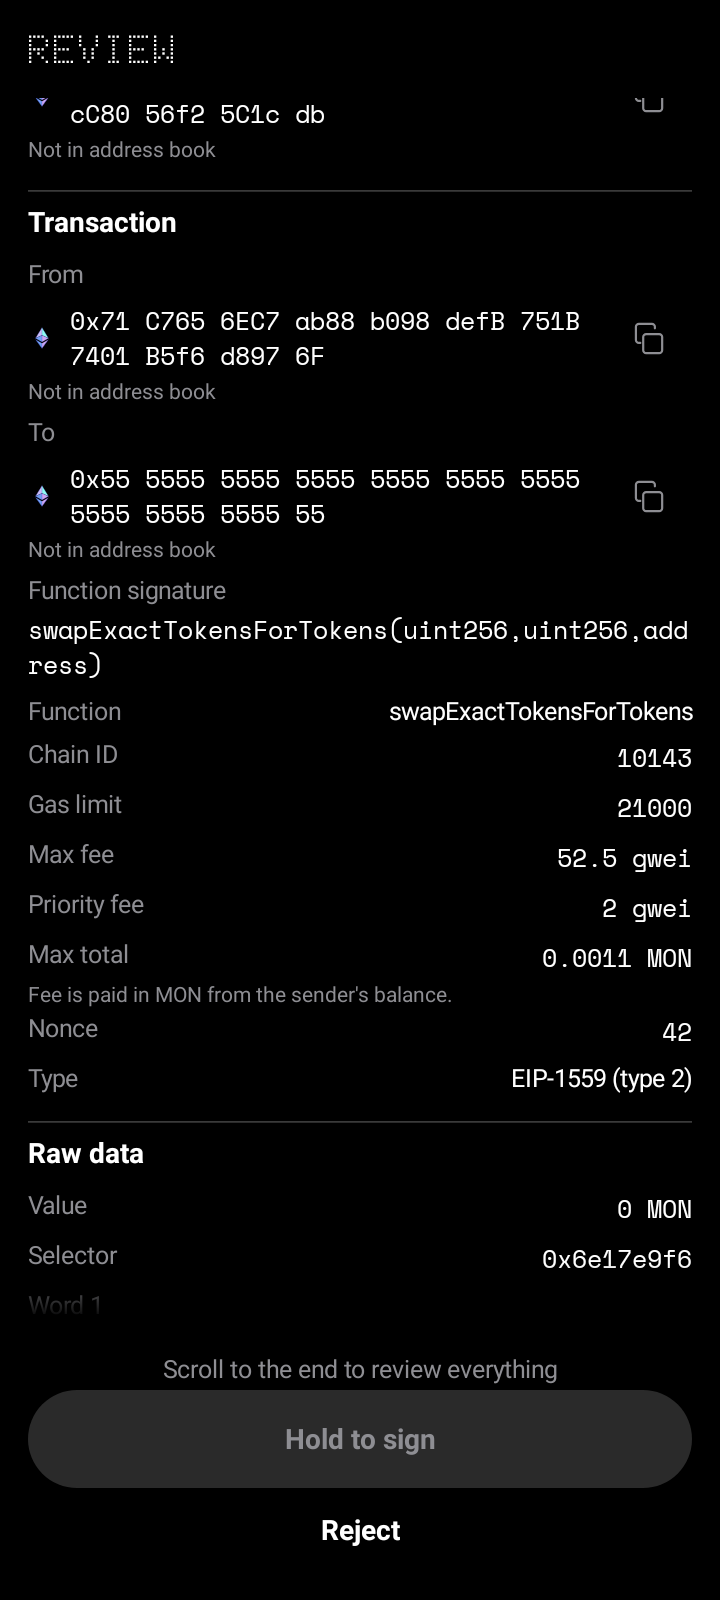 REVIEW
cC80 56f2 5C1c db
Not in address book
Transaction
From
0x71 C765 6EC7 ab88 b098 defB 751B
7401 B5f6 d897 6F
Not in address book
To
0x55 5555 5555 5555 5555 5555 5555
5555 5555 5555 55
Not in address book
Function signature
swapExactTokensForTokens(uint256,uint256,add
ress)
Function swapExactTokensForTokens
Chain ID 10143
Gas limit 21000
Max fee 52.5 gwei
Priority fee 2 gwei
Max total 0.0011 MON
Fee is paid in MON from the sender's balance.
Nonce 42
Type EIP-1559 (type 2)
Raw data
Value 0 MON
Selector 0x6e17e9f6
Word 1
Scroll to the end to review everything
Hold to sign
Reject